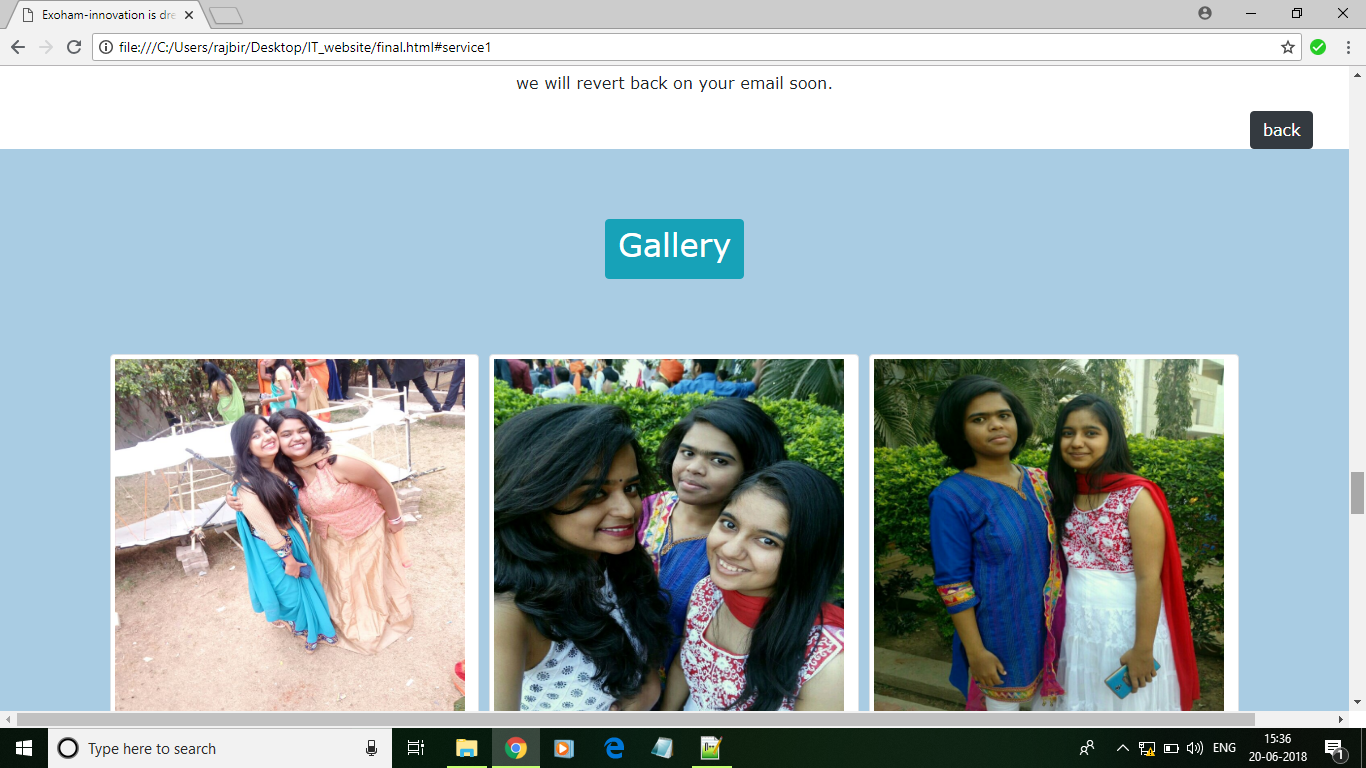 Exoham-innovation is dre
file:///C:/Users/rajbir/Desktop/IT_website/final.html#service1
we will revert back on your email soon.
back
Gallery
Type here to search
ENG
15:36
20-06-2018
1